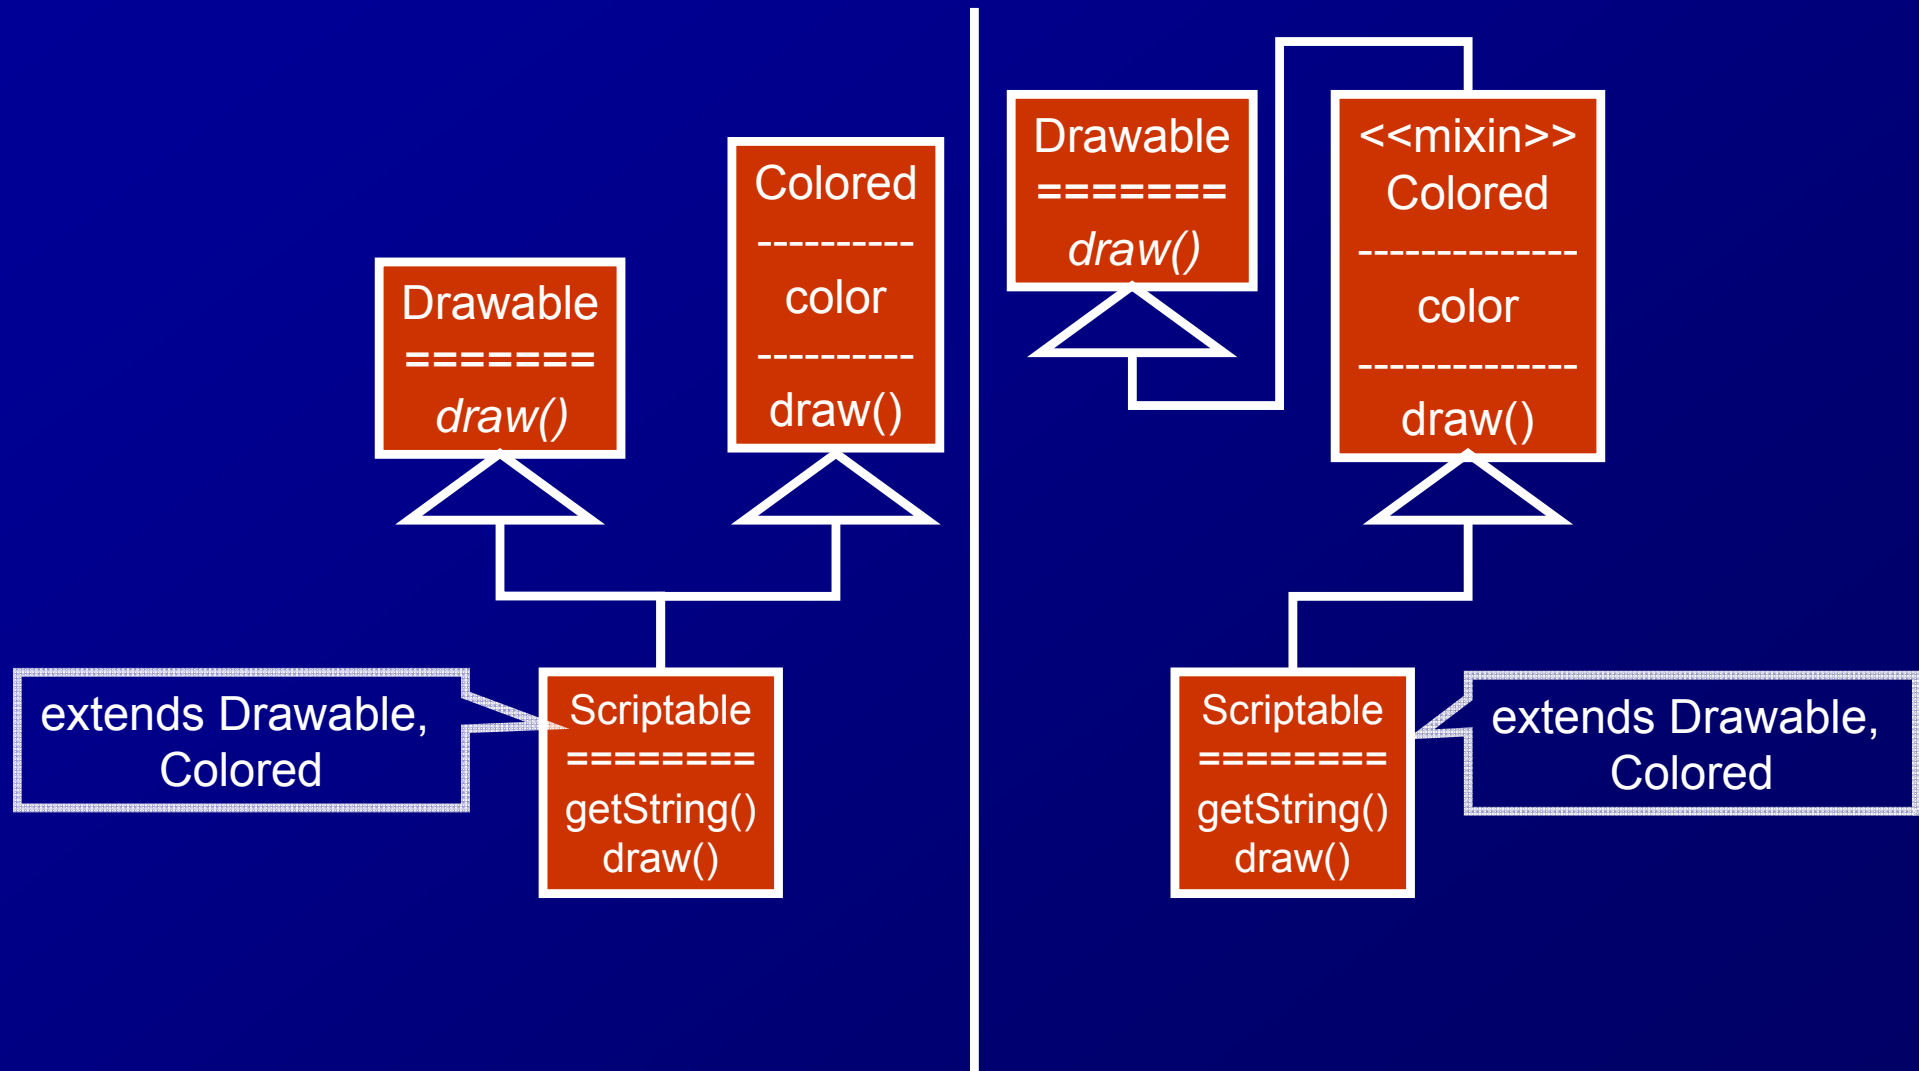 Drawable
=======
draw()
Colored
----------
color
----------
draw()
extends Drawable,
Colored
Scriptable
========
getString()
draw()
Drawable
=======
draw()
<<mixin>>
Colored
--------------
color
--------------
draw()
Scriptable
========
getString()
draw()
extends Drawable,
Colored